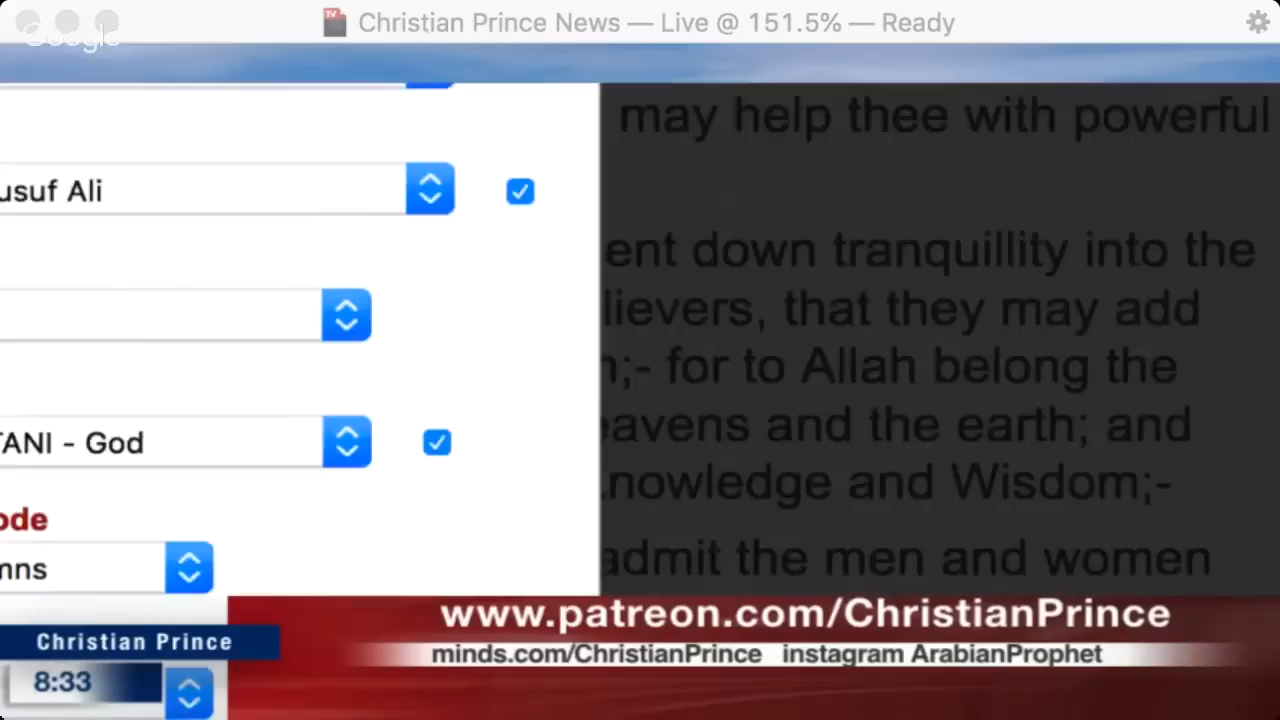 Christian Prince News — Live @ 151.5% — Ready
Google
may help thee with powerful
usuf Ali
ent down tranquillity into the
lievers, that they may add
;- for to Allah belong the
eavens and the earth; and
TANI - God
nowledge and Wisdom;-
ode
admit the men and women
mns
www.patreon.com/ChristianPrince
Christian Prince
minds.com/ChristianPrince instagram ArabianProphet
8:33